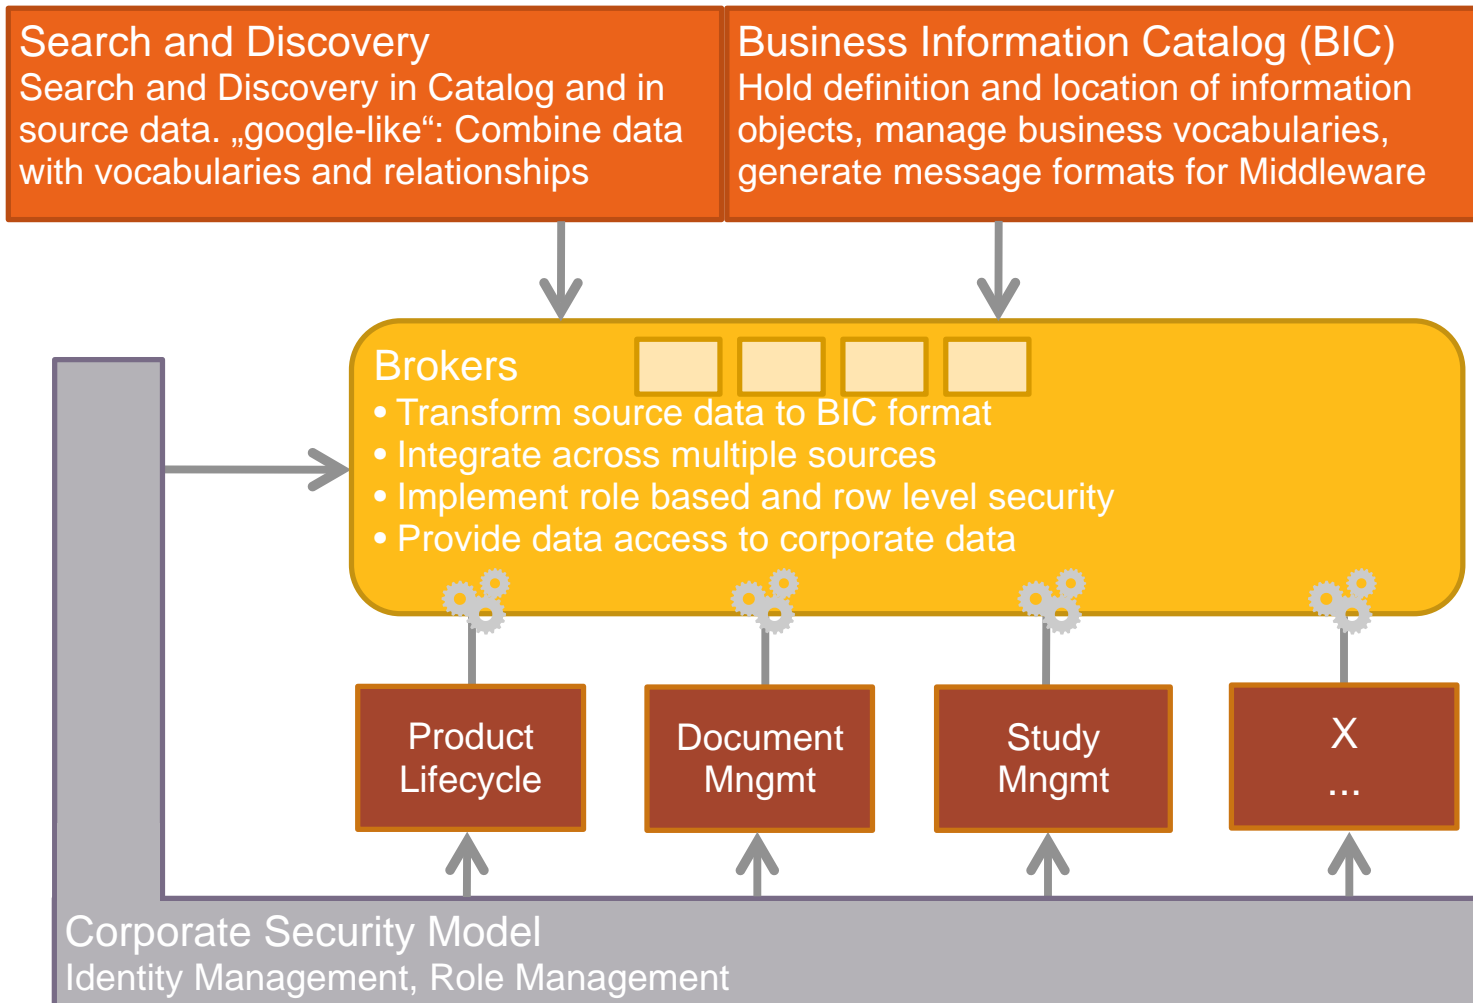 Search and Discovery
Search and Discovery in Catalog and in
source data. „google-like“: Combine data
with vocabularies and relationships
Business Information Catalog (BIC)
Hold definition and location of information
objects, manage business vocabularies,
generate message formats for Middleware
Brokers
• Transform source data to BIC format
• Integrate across multiple sources
• Implement role based and row level security
• Provide data access to corporate data
Product
Lifecycle
Document
Mngmt
Study
Mngmt
X
...
Corporate Security Model
Identity Management, Role Management